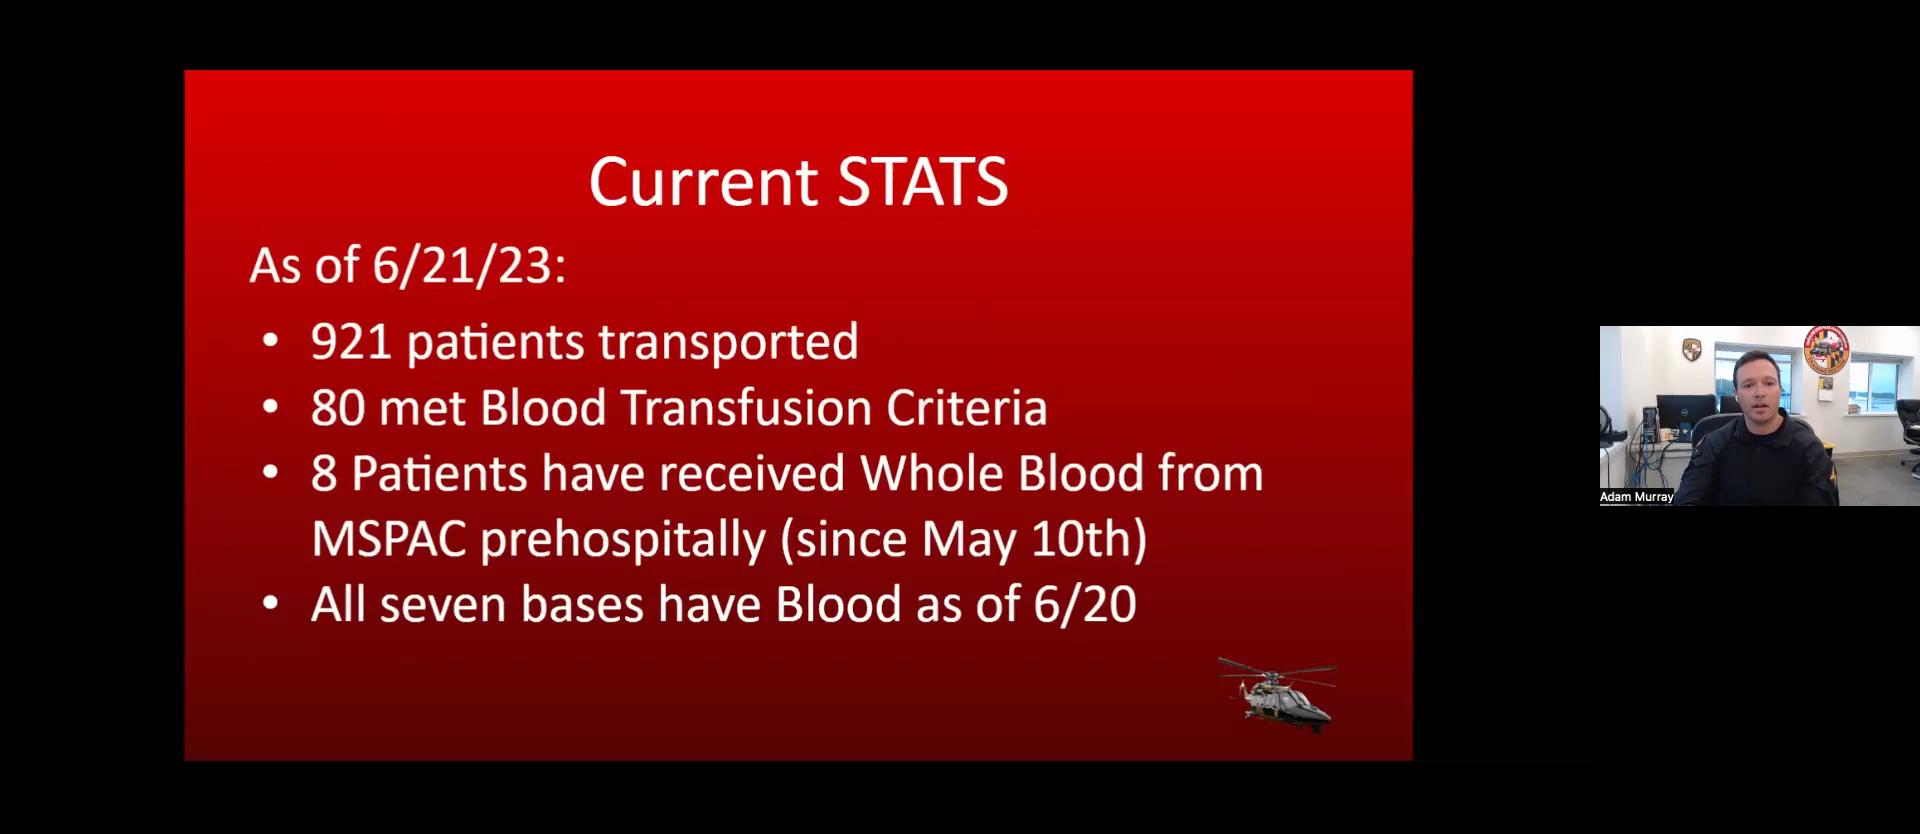 Current STATS
As of 6/21/23:
• 921 patients transported
• 80 met Blood Transfusion Criteria
• 8 Patients have received Whole Blood from
MSPAC prehospitally (since May 10th)
• All seven bases have Blood as of 6/20
Adam Murray